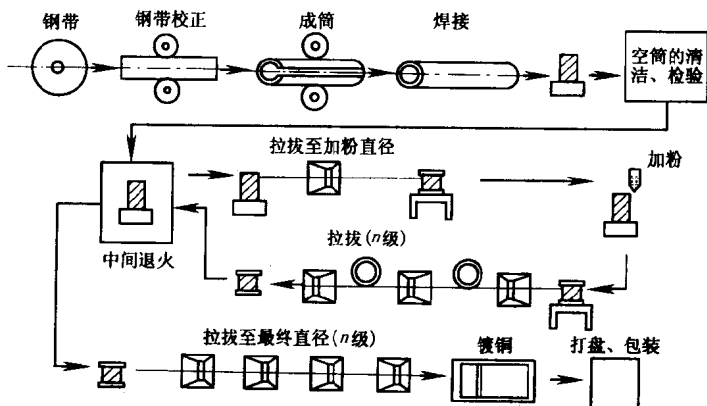 钢带
钢带校正
成筒
焊接
空筒的清
洁、检验
拉拔至加粉直径
加粉
中间退火
拉拔(n级)
拉拔至最终直径(n级)
镀铜
打盘、包装